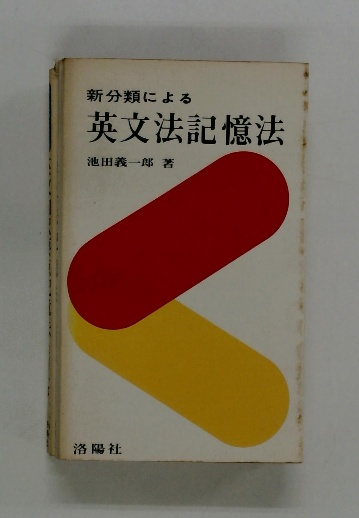 新分類による
英文法記憶法
池田義一郎 著
洛陽社